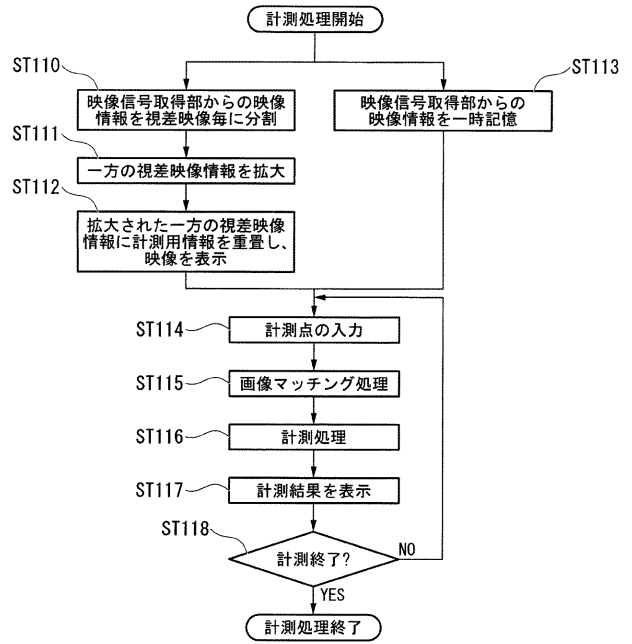 計測処理開始
ST110
映像信号取得部からの映像
情報を視差映像毎に分割
ST113
映像信号取得部からの
映像情報を一時記憶
ST111
一方の視差映像情報を拡大
ST112
拡大された一方の視差映像
情報に計測用情報を重畳し、
映像を表示
ST114
計測点の入力
ST115
画像マッチング処理
ST116
計測処理
ST117
計測結果を表示
ST118
計測終了?
NO
YES
計測処理終了